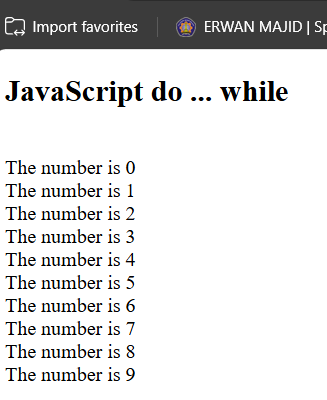 Import favorites
ERWAN MAJID | Sp
JavaScript do ... while
The number is 0
The number is 1
The number is 2
The number is 3
The number is 4
The number is 5
The number is 6
The number is 7
The number is 8
The number is 9